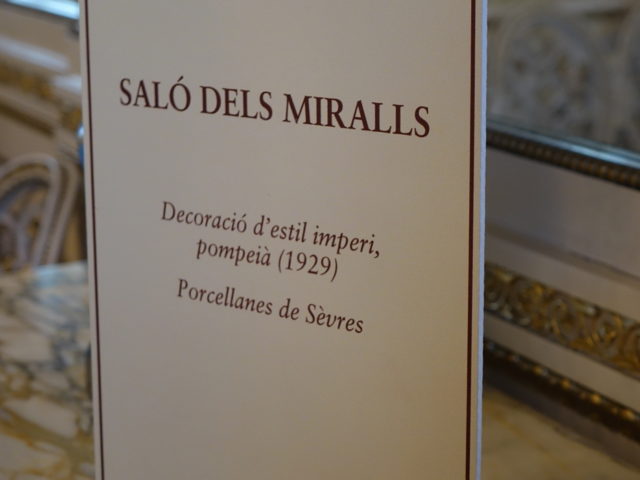 SALÓ DELS MIRALLS
Decoració d'estil imperi,
pompeià (1929)
Porcellanes de Sèvres